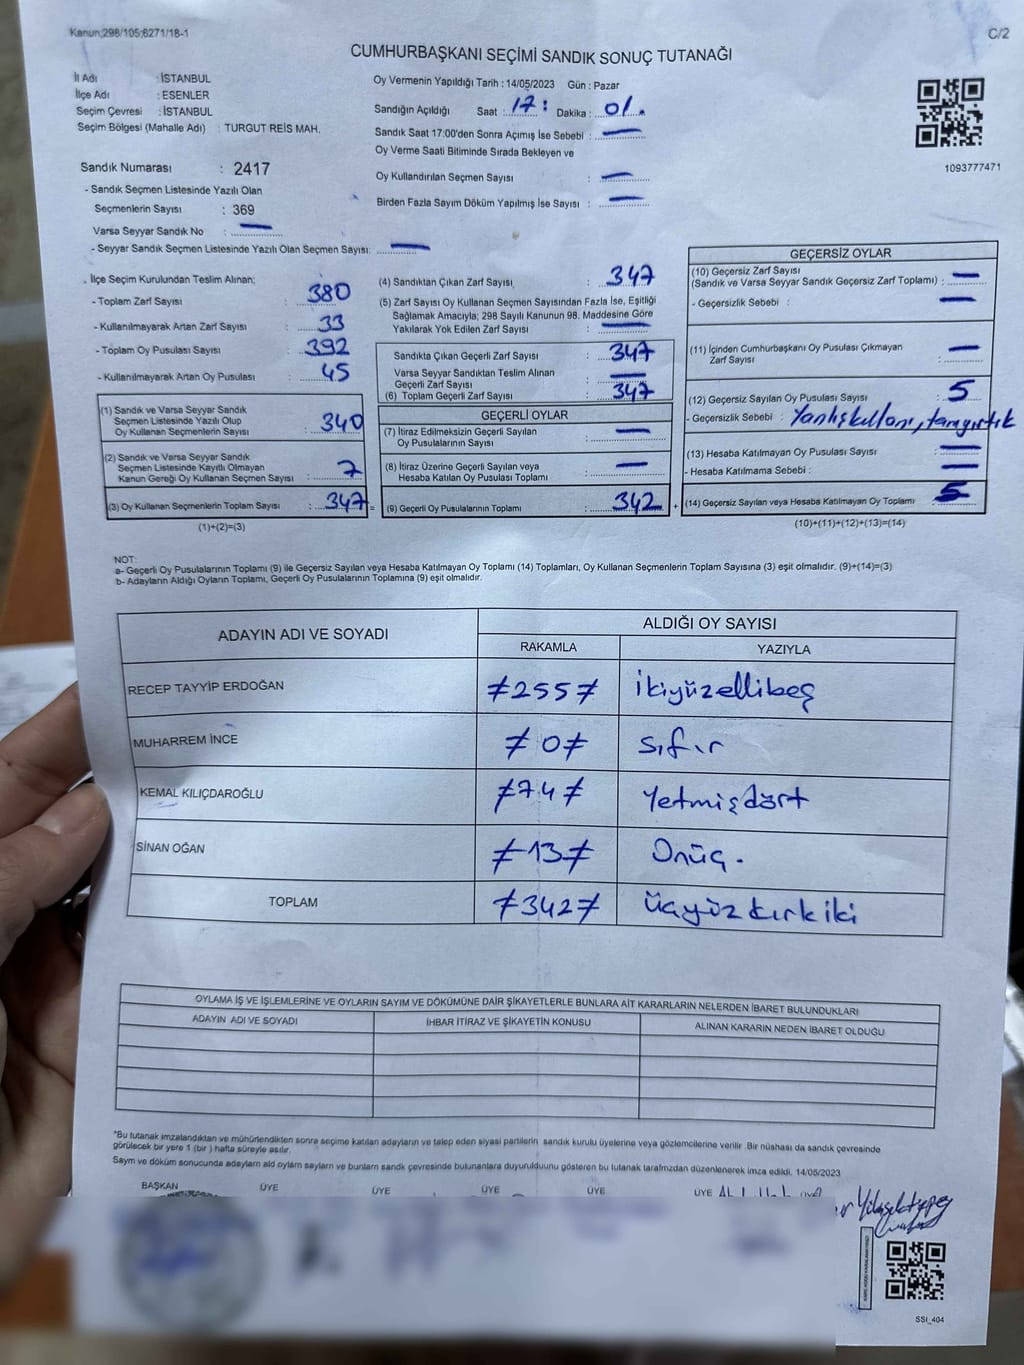 Kanun;298/105;6271/18-1
C/2
CUMHURBAŞKANI SEÇİMİ SANDIK SONUÇ TUTANAĞI
İl Adı : İSTANBUL
İlçe Adı : ESENLER
Seçim Çevresi : İSTANBUL
Seçim Bölgesi (Mahalle Adı) : TURGUT REİS MAH.
Oy Vermenin Yapıldığı Tarih : 14/05/2023 Gün : Pazar
Sandığın Açıldığı Saat : 17: Dakika : 01.
Sandık Saat 17:00'den Sonra Açımış İse Sebebi : —
Oy Verme Saati Bitiminde Sırada Bekleyen ve
Oy Kullandırılan Seçmen Sayısı : —
Birden Fazla Sayım Döküm Yapılmış İse Sayısı : —
1093777471
Sandık Numarası : 2417
- Sandık Seçmen Listesinde Yazılı Olan
Seçmenlerin Sayısı : 369
Varsa Seyyar Sandık No : —
- Seyyar Sandık Seçmen Listesinde Yazılı Olan Seçmen Sayısı: —
İlçe Seçim Kurulundan Teslim Alınan;
- Toplam Zarf Sayısı : 380
- Kullanılmayarak Artan Zarf Sayısı : 33
- Toplam Oy Pusulası Sayısı : 392
- Kullanılmayarak Artan Oy Pusulası : 45
(1) Sandık ve Varsa Seyyar Sandık
Seçmen Listesinde Yazılı Olup
Oy Kullanan Seçmenlerin Sayısı : 340
(2) Sandık ve Varsa Seyyar Sandık
Seçmen Listesinde Kayıtlı Olmayan
Kanun Gereği Oy Kullanan Seçmen Sayısı : 7
(3) Oy Kullanan Seçmenlerin Toplam Sayısı : 347 =
(1)+(2)=(3)
(4) Sandıktan Çıkan Zarf Sayısı : 347
(5) Zarf Sayısı Oy Kullanan Seçmen Sayısından Fazla İse, Eşitliği
Sağlamak Amacıyla; 298 Sayılı Kanunun 98. Maddesine Göre
Yakılarak Yok Edilen Zarf Sayısı : —
Sandıkta Çıkan Geçerli Zarf Sayısı : 347
Varsa Seyyar Sandıktan Teslim Alınan
Geçerli Zarf Sayısı : —
(6) Toplam Geçerli Zarf Sayısı : 347
GEÇERLİ OYLAR
(7) İtiraz Edilmeksizin Geçerli Sayılan
Oy Pusulalarının Sayısı : —
(8) İtiraz Üzerine Geçerli Sayılan veya
Hesaba Katılan Oy Pusulası Toplamı : —
(9) Geçerli Oy Pusulalarının Toplamı : 342 +
GEÇERSİZ OYLAR
(10) Geçersiz Zarf Sayısı
(Sandık ve Varsa Seyyar Sandık Geçersiz Zarf Toplamı) : —
- Geçersizlik Sebebi : —
(11) İçinden Cumhurbaşkanı Oy Pusulası Çıkmayan
Zarf Sayısı : —
(12) Geçersiz Sayılan Oy Pusulası Sayısı : 5
- Geçersizlik Sebebi : Yanlışkullanı,
(13) Hesaba Katılmayan Oy Pusulası Sayısı : —
- Hesaba Katılmama Sebebi : —
(14) Geçersiz Sayılan veya Hesaba Katılmayan Oy Toplamı : 5
(10)+(11)+(12)+(13)=(14)
NOT:
a- Geçerli Oy Pusulalarının Toplamı (9) ile Geçersiz Sayılan veya Hesaba Katılmayan Oy Toplamı (14) Toplamları, Oy Kullanan Seçmenlerin Toplam Sayısına (3) eşit olmalıdır. (9)+(14)=(3)
b- Adayların Aldığı Oyların Toplamı, Geçerli Oy Pusulalarının Toplamına (9) eşit olmalıdır.
ADAYIN ADI VE SOYADI
ALDIĞI OY SAYISI
RAKAMLA YAZIYLA
RECEP TAYYİP ERDOĞAN ≠255≠ İkiyüzellibeş
MUHARREM İNCE ≠0≠ sıfır
KEMAL KILIÇDAROĞLU ≠74≠ Yetmişdört
SİNAN OĞAN ≠13≠ Onüç.
TOPLAM ≠342≠ üçyüzkırkiki
OYLAMA İŞ VE İŞLEMLERİNE VE OYLARIN SAYIM VE DÖKÜMÜNE DAİR ŞİKAYETLERLE BUNLARA AİT KARARLARIN NELERDEN İBARET BULUNDUKLARI
ADAYIN ADI VE SOYADI İHBAR İTİRAZ VE ŞİKAYETİN KONUSU ALINAN KARARIN NEDEN İBARET OLDUĞU
"Bu tutanak imzalandıktan ve mühürlendikten sonra seçime katılan adayların ve talep eden siyasi partilerin sandık kurulu üyelerine veya gözlemcilerine verilir. Bir nüshası da sandık çevresinde
görülecek bir yere 1 (bir) hafta süreyle asılır.
Sayım ve döküm sonucunda adayların ald oyların sayların ve bunların sandık çevresinde bulunanlara duyurulduunu gösteren bu tutanak tarafımzdan düzenlenerek imza edildi. 14/05/2023
BAŞKAN ÜYE ÜYE ÜYE ÜYE ÜYE
SSI_404